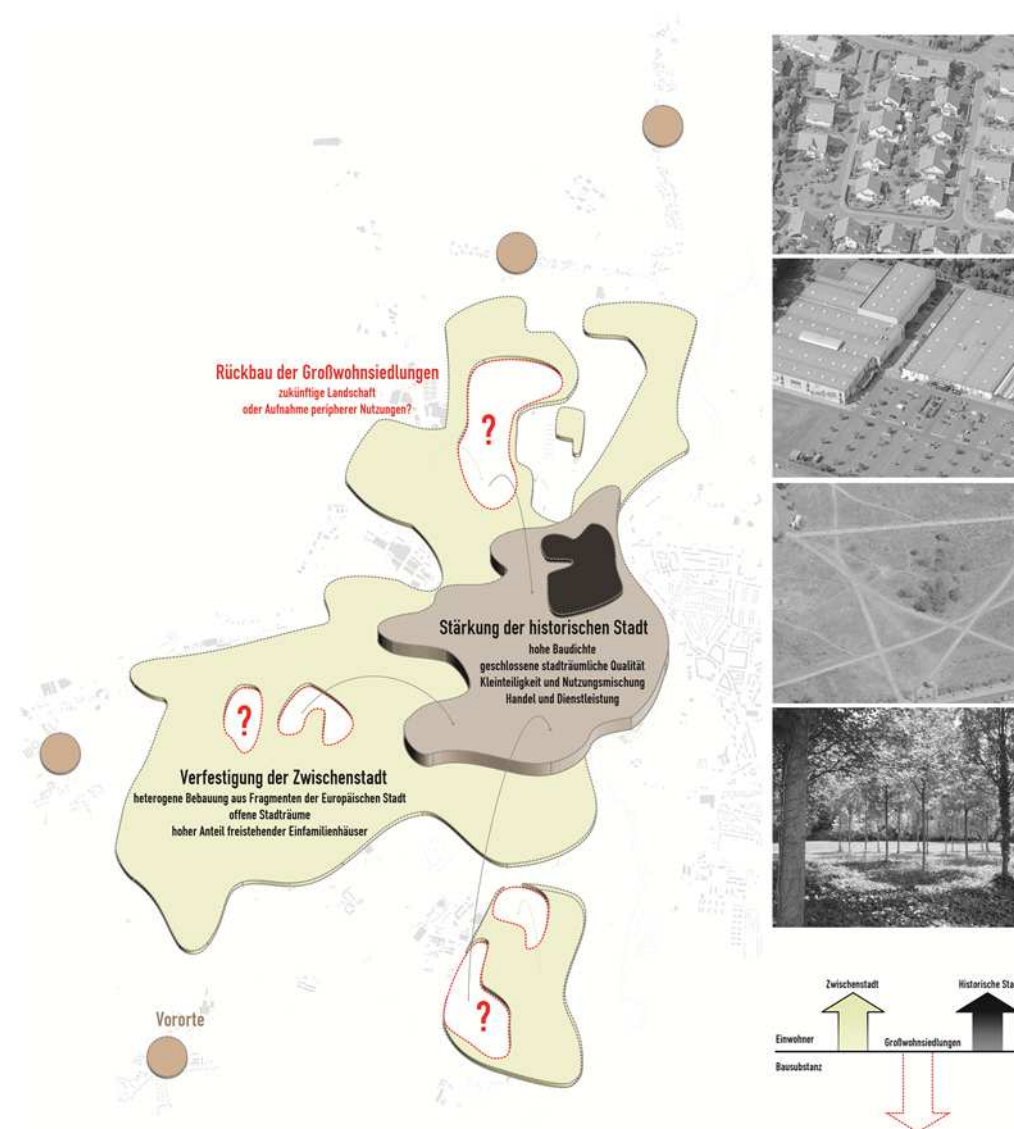 Rückbau der Großwohnsiedlungen
zukünftige Landschaft
oder Aufnahme peripherer Nutzungen?
?
Stärkung der historischen Stadt
hohe Baudichte
geschlossene stadträumliche Qualität
Kleinteiligkeit und Nutzungsmischung
Handel und Dienstleistung
?
Verfestigung der Zwischenstadt
heterogene Bebauung aus Fragmenten der Europäischen Stadt
offene Stadträume
hoher Anteil freistehender Einfamilienhäuser
?
Vororte
Zwischenstadt
Historische Sta
Einwohner
Großwohnsiedlungen
Bausubstanz